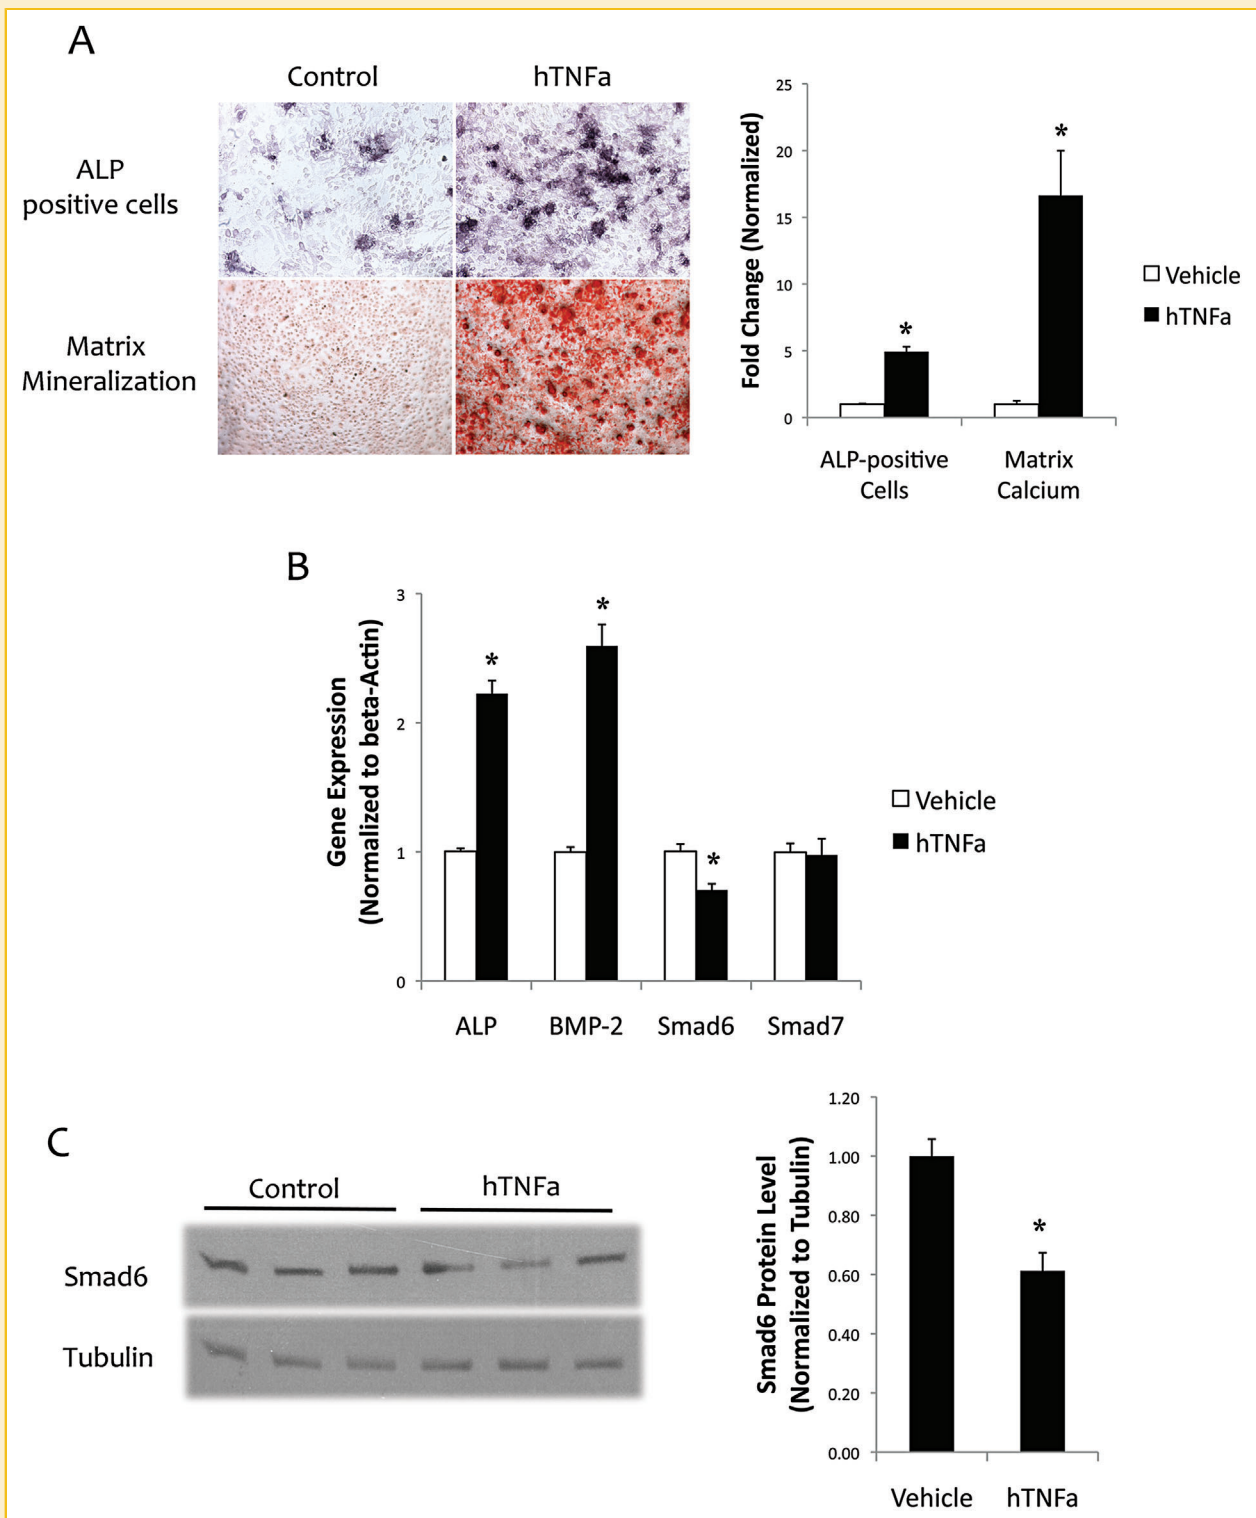 A
Control
hTNFa
ALP
positive cells
Matrix
Mineralization
Fold Change (Normalized)
25
20
15
10
5
0
*
*
ALP-positive
Cells
Matrix
Calcium
Vehicle
hTNFa
B
Gene Expression
(Normalized to beta-Actin)
3
2
1
0
*
*
*
ALP
BMP-2
Smad6
Smad7
Vehicle
hTNFa
C
Control
hTNFa
Smad6
Tubulin
Smad6 Protein Level
(Normalized to Tubulin)
1.20
1.00
0.80
0.60
0.40
0.20
0.00
*
Vehicle
hTNFa